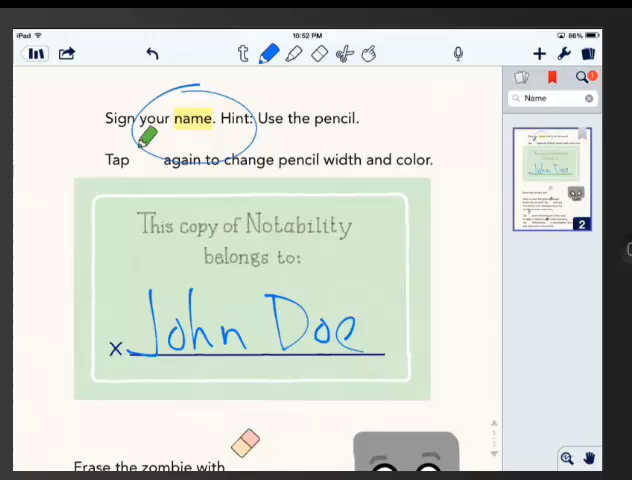 iPad 10:52 PM 86%
t
Name
1
Sign your name. Hint: Use the pencil.
Tap again to change pencil width and color.
This copy of Notability
belongs to:
x John Doe
Erase the zombie with
2